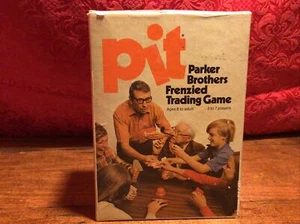 pit
Parker
Brothers
Frenzied
Trading Game
Ages 8 to adult 3 to 7 players